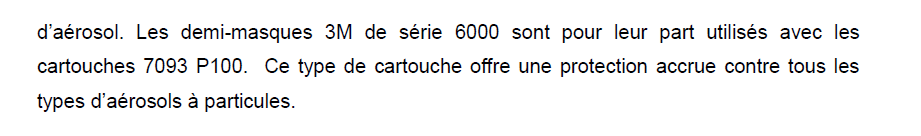 d’aérosol. Les demi-masques 3M de série 6000 sont pour leur part utilisés avec les
cartouches 7093 P100.  Ce type de cartouche offre une protection accrue contre tous les
types d’aérosols à particules.